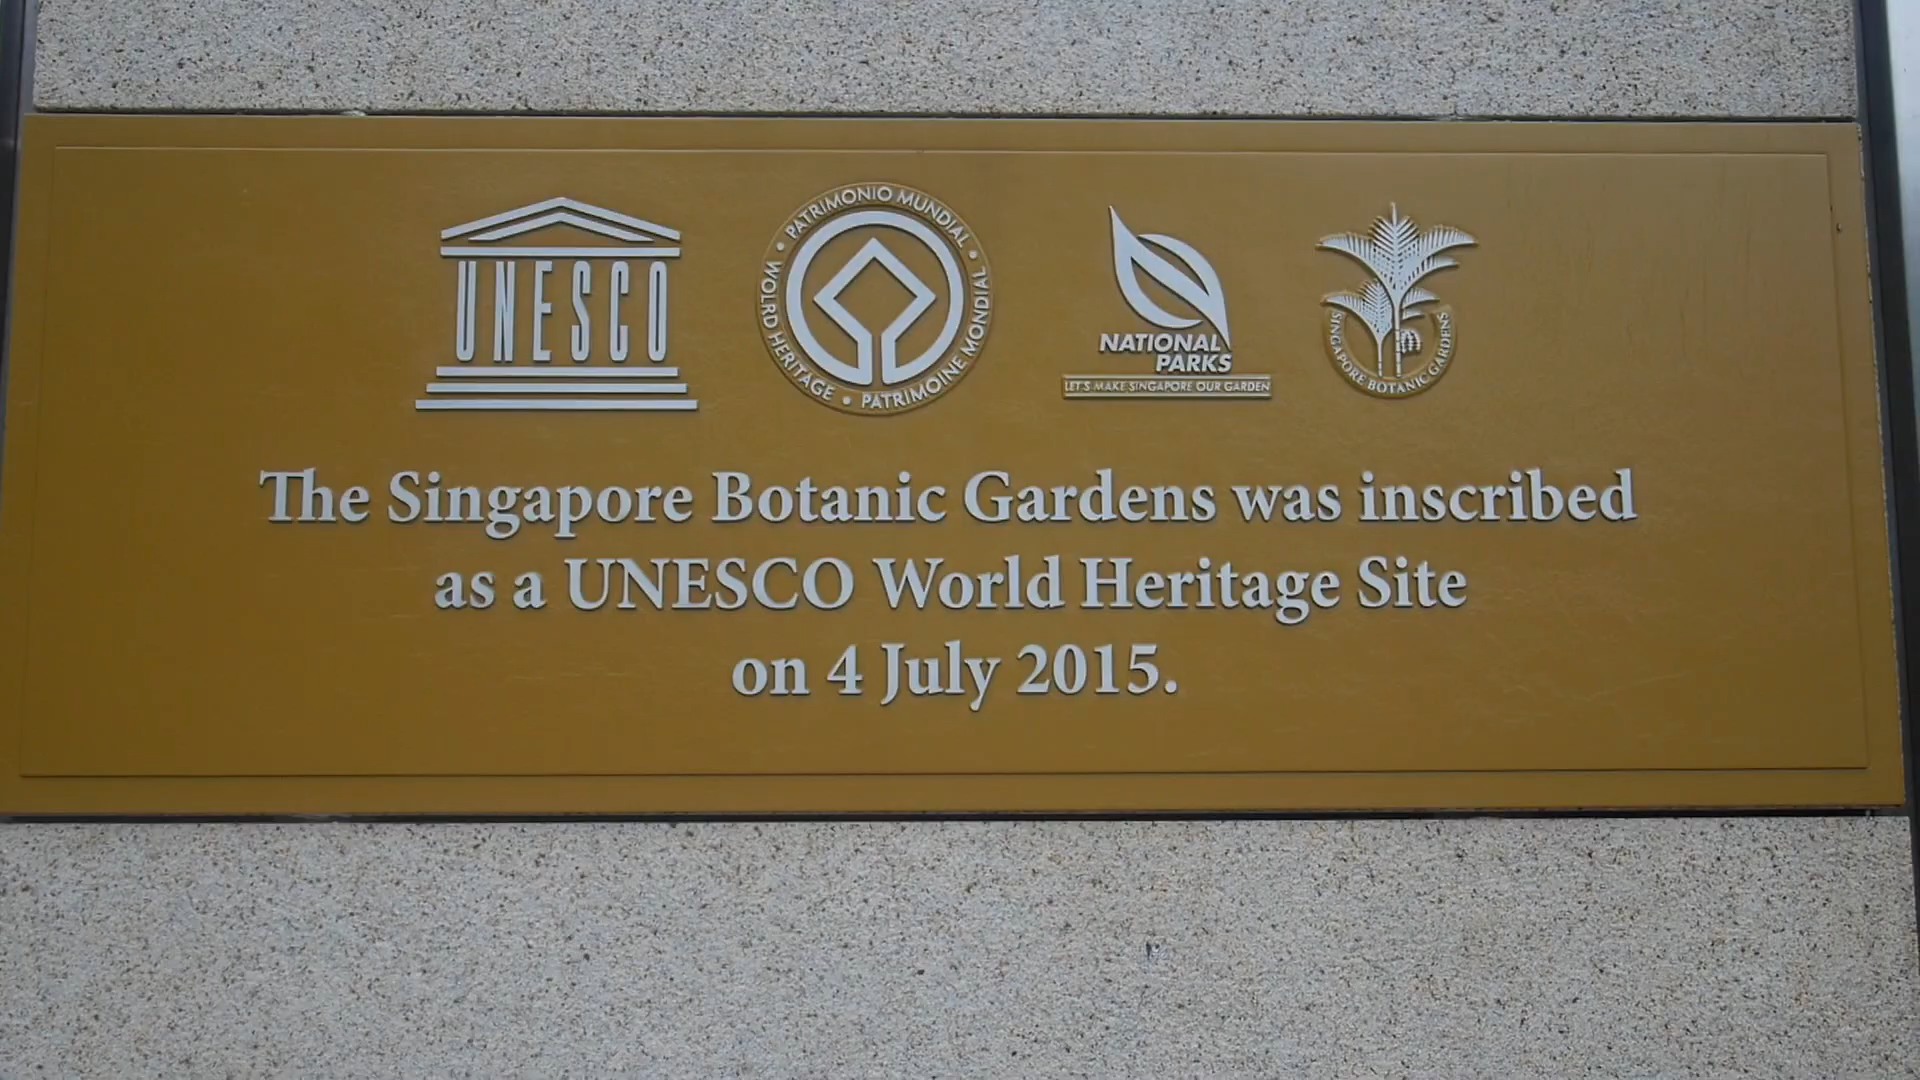 UNESCO
PATRIMONIO MUNDIAL • WOLRD HERITAGE • PATRIMOINE MONDIAL •
NATIONAL
PARKS
LET'S MAKE SINGAPORE OUR GARDEN
SINGAPORE BOTANIC GARDENS
The Singapore Botanic Gardens was inscribed
as a UNESCO World Heritage Site
on 4 July 2015.